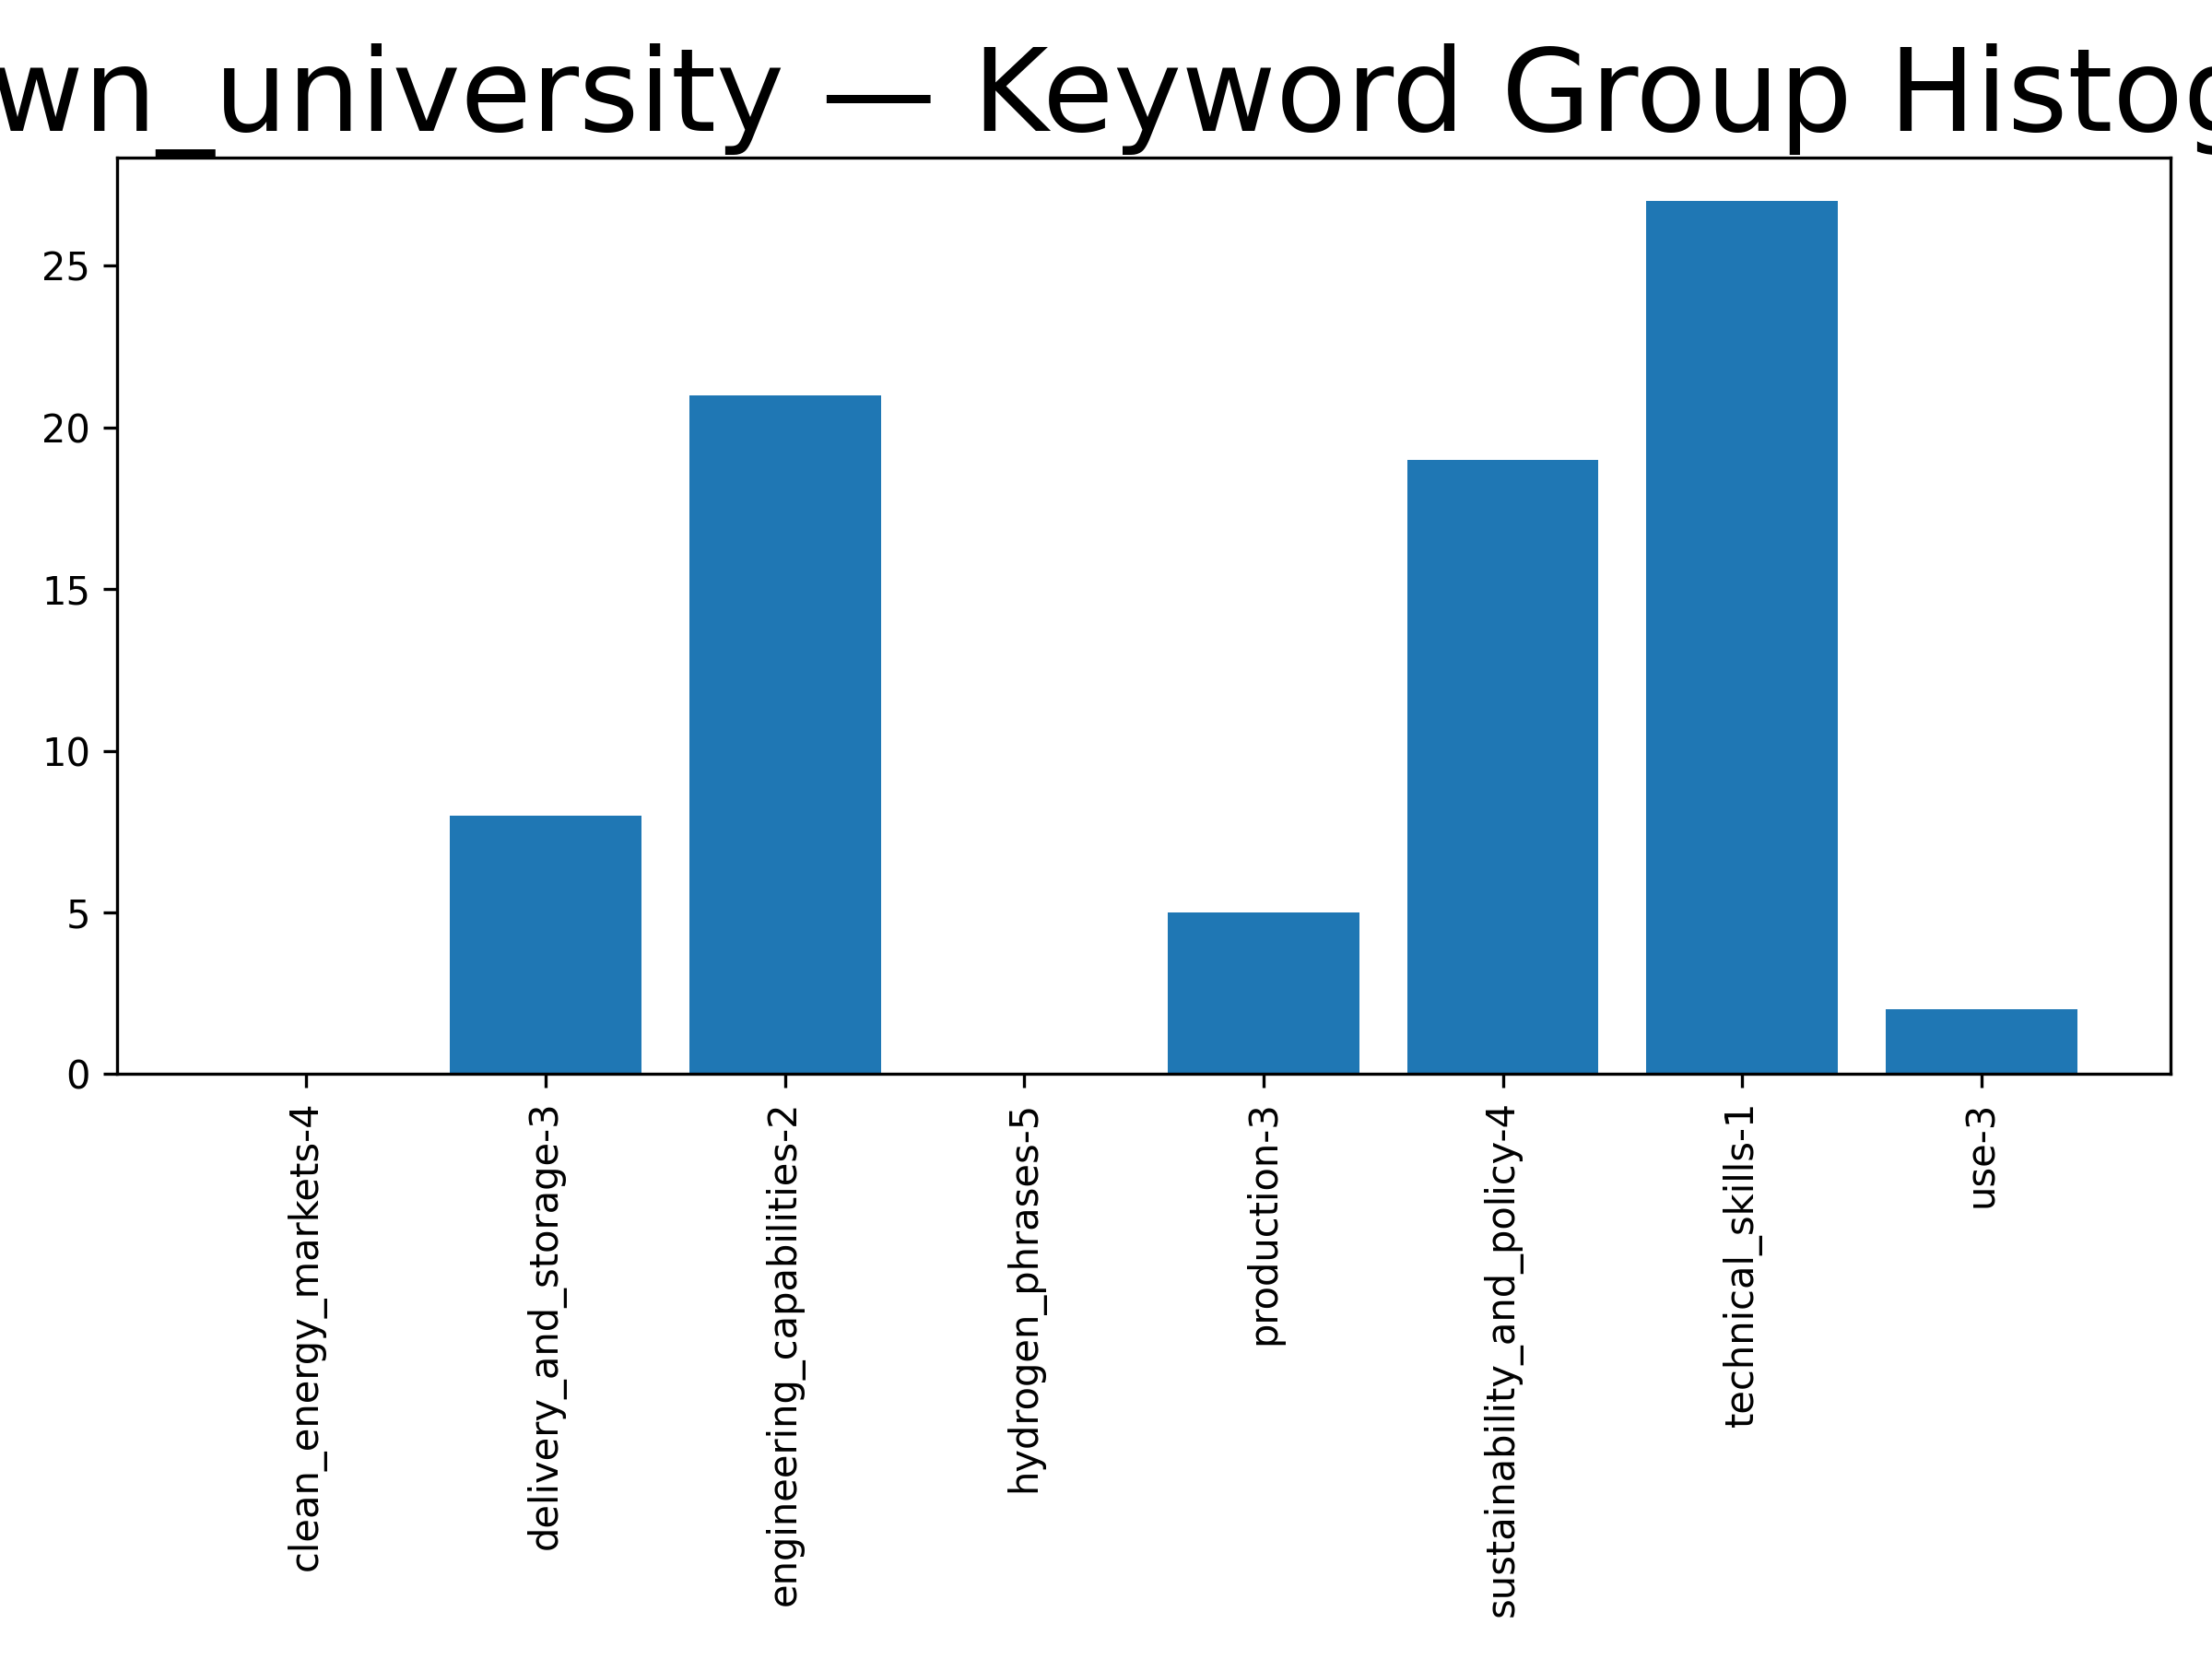 wn_university — Keyword Group Histog
25
20
15
10
5
0
clean_energy_markets-4
delivery_and_storage-3
engineering_capabilities-2
hydrogen_phrases-5
production-3
sustainability_and_policy-4
technical_skills-1
use-3